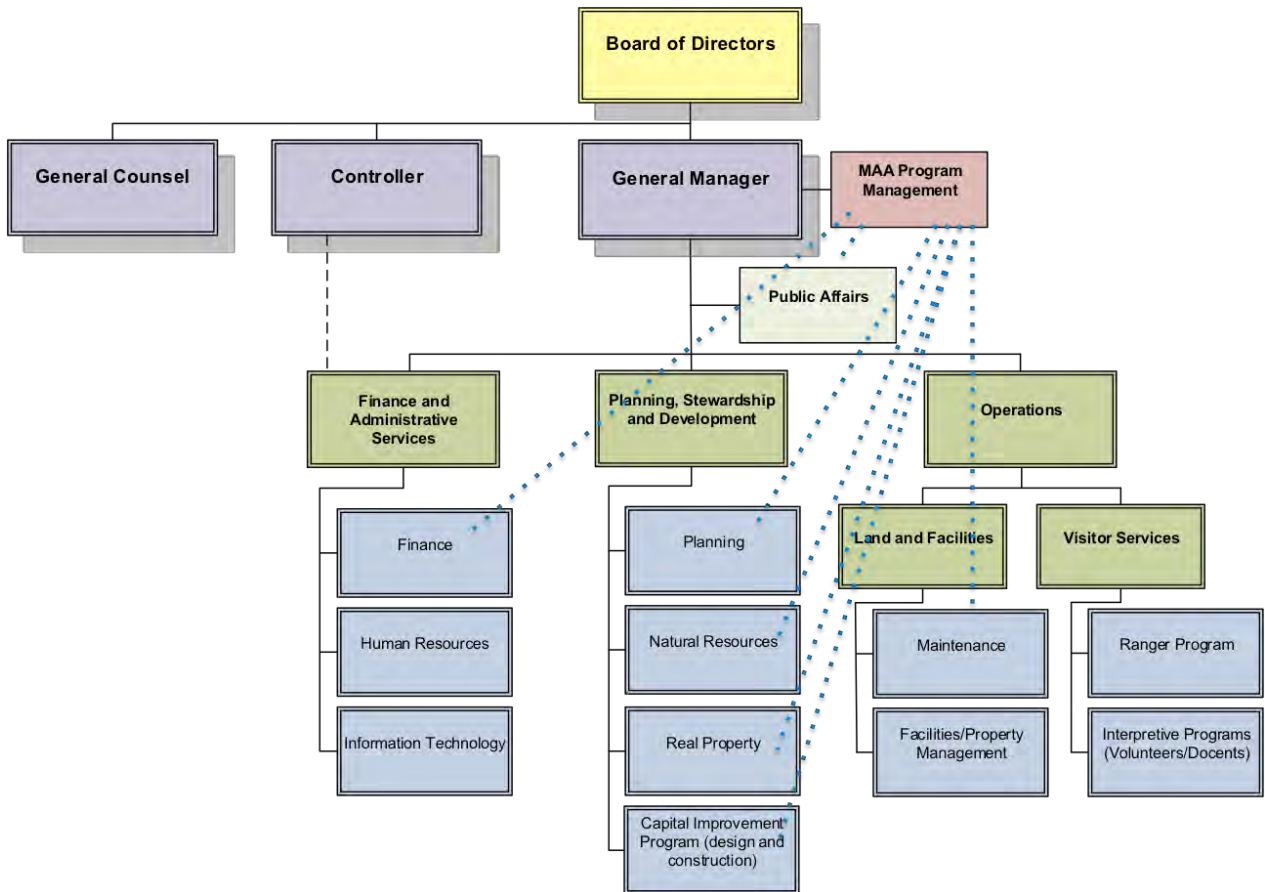 Board of Directors
General Counsel
Controller
General Manager
MAA Program
Management
Public Affairs
Finance and
Administrative
Services
Planning, Stewardship
and Development
Operations
Finance
Planning
Land and Facilities
Visitor Services
Human Resources
Natural Resources
Maintenance
Ranger Program
Information Technology
Real Property
Facilities/Property
Management
Interpretive Programs
(Volunteers/Docents)
Capital Improvement
Program (design and
construction)